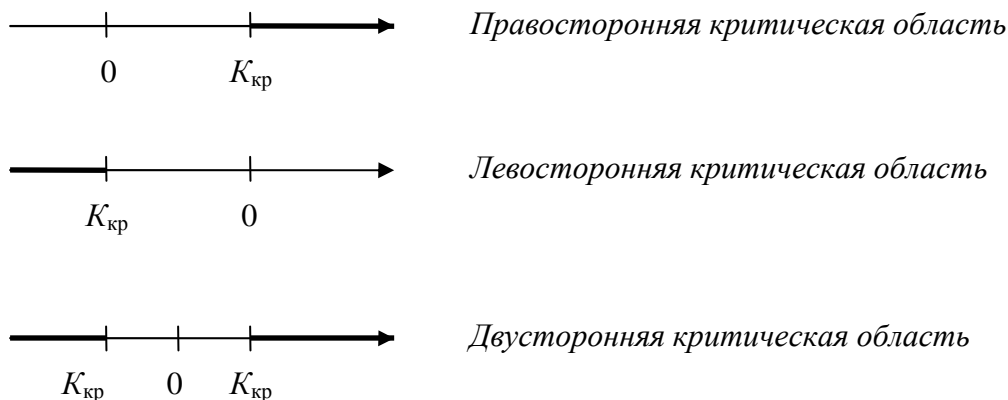 Правосторонняя критическая область
0 Kкр
Левосторонняя критическая область
Kкр 0
Двусторонняя критическая область
Kкр 0 Kкр